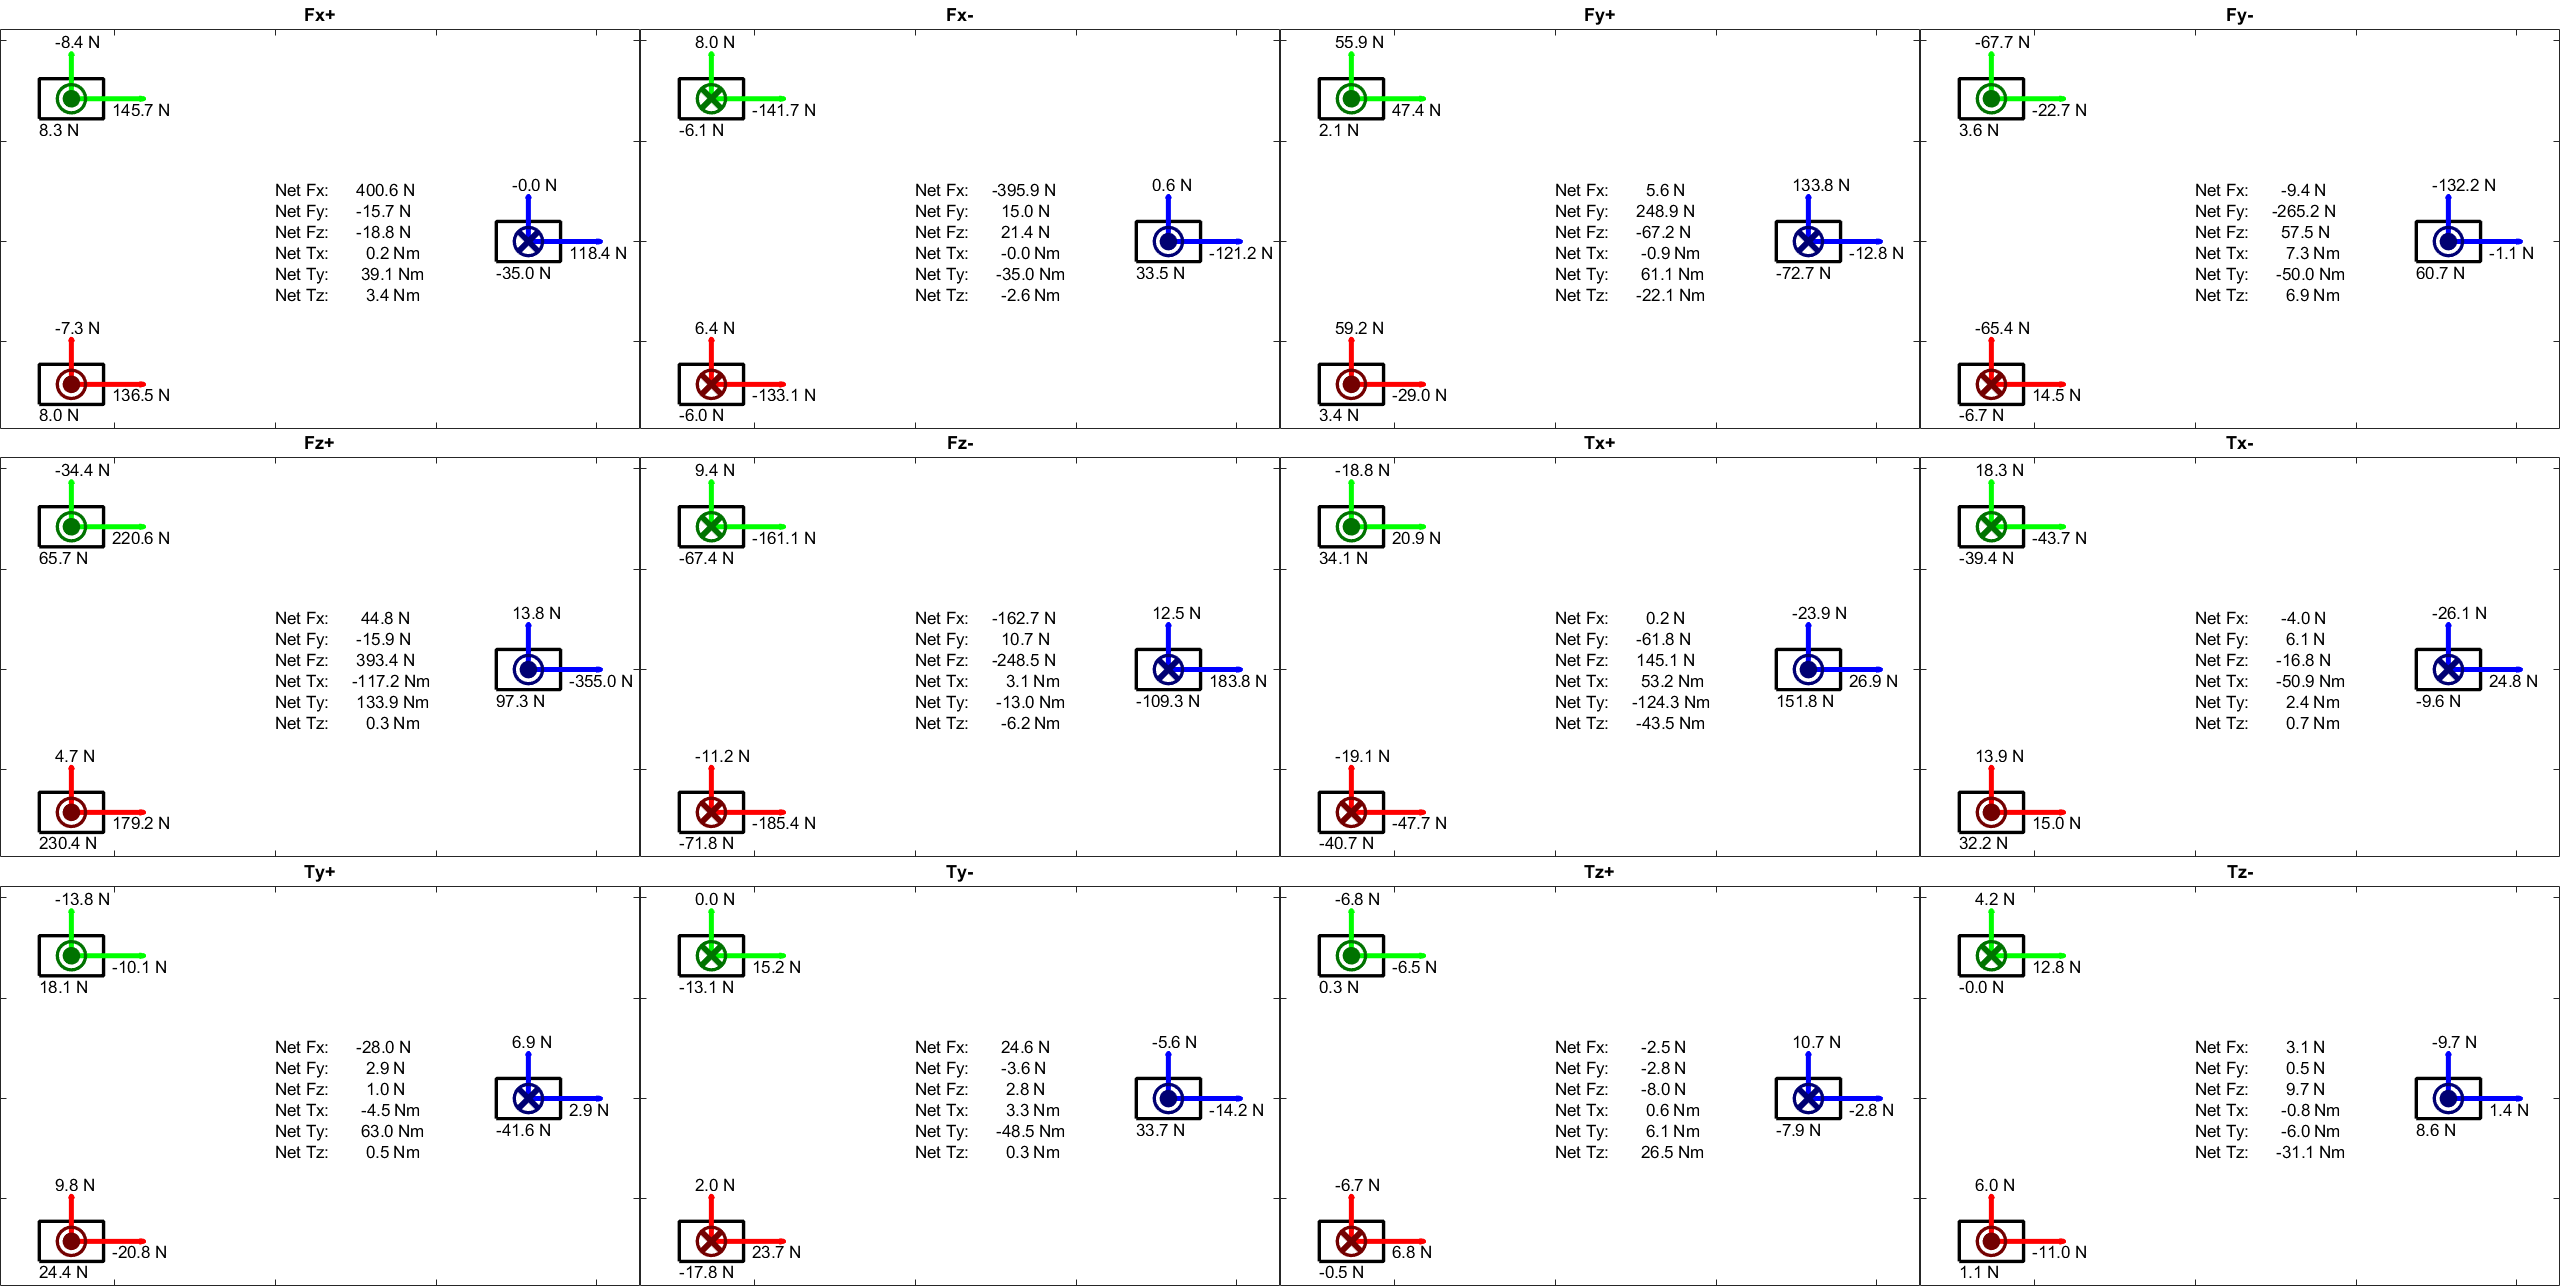 Fx+
-8.4 N
145.7 N
8.3 N
Net Fx: 400.6 N
Net Fy: -15.7 N
Net Fz: -18.8 N
Net Tx: 0.2 Nm
Net Ty: 39.1 Nm
Net Tz: 3.4 Nm
-0.0 N
118.4 N
-35.0 N
-7.3 N
136.5 N
8.0 N
Fx-
8.0 N
-141.7 N
-6.1 N
Net Fx: -395.9 N
Net Fy: 15.0 N
Net Fz: 21.4 N
Net Tx: -0.0 Nm
Net Ty: -35.0 Nm
Net Tz: -2.6 Nm
0.6 N
-121.2 N
33.5 N
6.4 N
-133.1 N
-6.0 N
Fy+
55.9 N
47.4 N
2.1 N
Net Fx: 5.6 N
Net Fy: 248.9 N
Net Fz: -67.2 N
Net Tx: -0.9 Nm
Net Ty: 61.1 Nm
Net Tz: -22.1 Nm
133.8 N
-12.8 N
-72.7 N
59.2 N
-29.0 N
3.4 N
Fy-
-67.7 N
-22.7 N
3.6 N
Net Fx: -9.4 N
Net Fy: -265.2 N
Net Fz: 57.5 N
Net Tx: 7.3 Nm
Net Ty: -50.0 Nm
Net Tz: 6.9 Nm
-132.2 N
-1.1 N
60.7 N
-65.4 N
14.5 N
-6.7 N
Fz+
-34.4 N
220.6 N
65.7 N
Net Fx: 44.8 N
Net Fy: -15.9 N
Net Fz: 393.4 N
Net Tx: -117.2 Nm
Net Ty: 133.9 Nm
Net Tz: 0.3 Nm
13.8 N
-355.0 N
97.3 N
4.7 N
179.2 N
230.4 N
Fz-
9.4 N
-161.1 N
-67.4 N
Net Fx: -162.7 N
Net Fy: 10.7 N
Net Fz: -248.5 N
Net Tx: 3.1 Nm
Net Ty: -13.0 Nm
Net Tz: -6.2 Nm
12.5 N
183.8 N
-109.3 N
-11.2 N
-185.4 N
-71.8 N
Tx+
-18.8 N
20.9 N
34.1 N
Net Fx: 0.2 N
Net Fy: -61.8 N
Net Fz: 145.1 N
Net Tx: 53.2 Nm
Net Ty: -124.3 Nm
Net Tz: -43.5 Nm
-23.9 N
26.9 N
151.8 N
-19.1 N
-47.7 N
-40.7 N
Tx-
18.3 N
-43.7 N
-39.4 N
Net Fx: -4.0 N
Net Fy: 6.1 N
Net Fz: -16.8 N
Net Tx: -50.9 Nm
Net Ty: 2.4 Nm
Net Tz: 0.7 Nm
-26.1 N
24.8 N
-9.6 N
13.9 N
15.0 N
32.2 N
Ty+
-13.8 N
-10.1 N
18.1 N
Net Fx: -28.0 N
Net Fy: 2.9 N
Net Fz: 1.0 N
Net Tx: -4.5 Nm
Net Ty: 63.0 Nm
Net Tz: 0.5 Nm
6.9 N
2.9 N
-41.6 N
9.8 N
-20.8 N
24.4 N
Ty-
0.0 N
15.2 N
-13.1 N
Net Fx: 24.6 N
Net Fy: -3.6 N
Net Fz: 2.8 N
Net Tx: 3.3 Nm
Net Ty: -48.5 Nm
Net Tz: 0.3 Nm
-5.6 N
-14.2 N
33.7 N
2.0 N
23.7 N
-17.8 N
Tz+
-6.8 N
-6.5 N
0.3 N
Net Fx: -2.5 N
Net Fy: -2.8 N
Net Fz: -8.0 N
Net Tx: 0.6 Nm
Net Ty: 6.1 Nm
Net Tz: 26.5 Nm
10.7 N
-2.8 N
-7.9 N
-6.7 N
6.8 N
-0.5 N
Tz-
4.2 N
12.8 N
-0.0 N
Net Fx: 3.1 N
Net Fy: 0.5 N
Net Fz: 9.7 N
Net Tx: -0.8 Nm
Net Ty: -6.0 Nm
Net Tz: -31.1 Nm
-9.7 N
1.4 N
8.6 N
6.0 N
-11.0 N
1.1 N